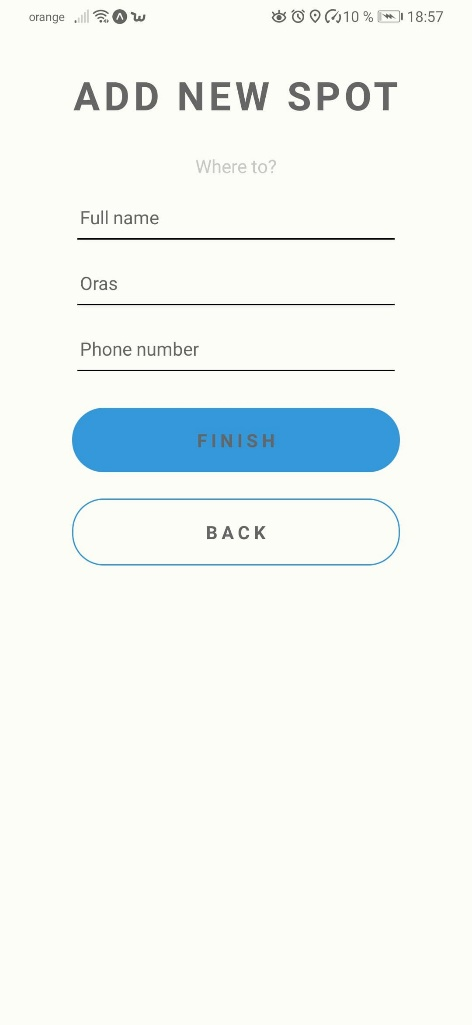 orange 10 % 18:57
ADD NEW SPOT
Where to?
Full name
Oras
Phone number
FINISH
BACK